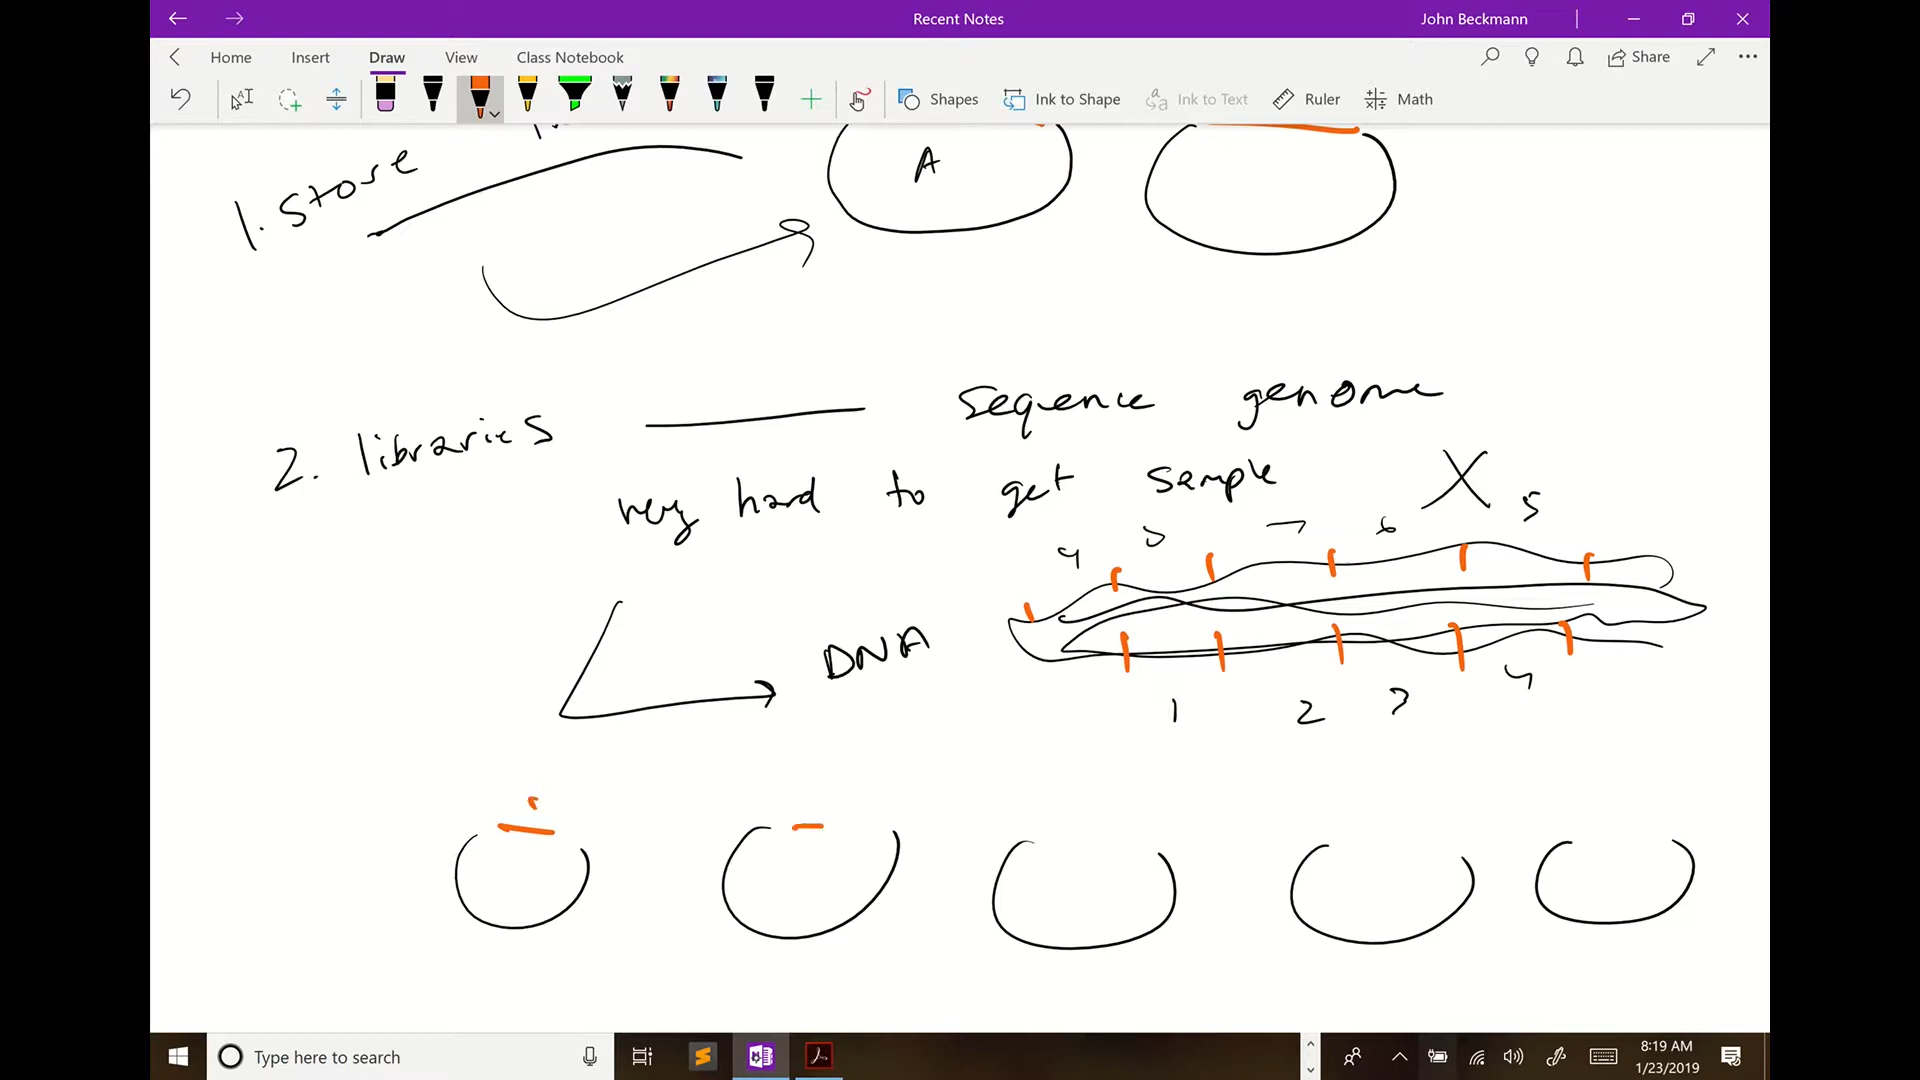 Recent Notes
John Beckmann
Home Insert Draw View Class Notebook
Share
Shapes Ink to Shape Ink to Text Ruler Math
1. store
A
2. libraries sequence genome
very hard to get sample X
4 7 6 5
DNA
1 2 3 4
Type here to search
8:19 AM
1/23/2019